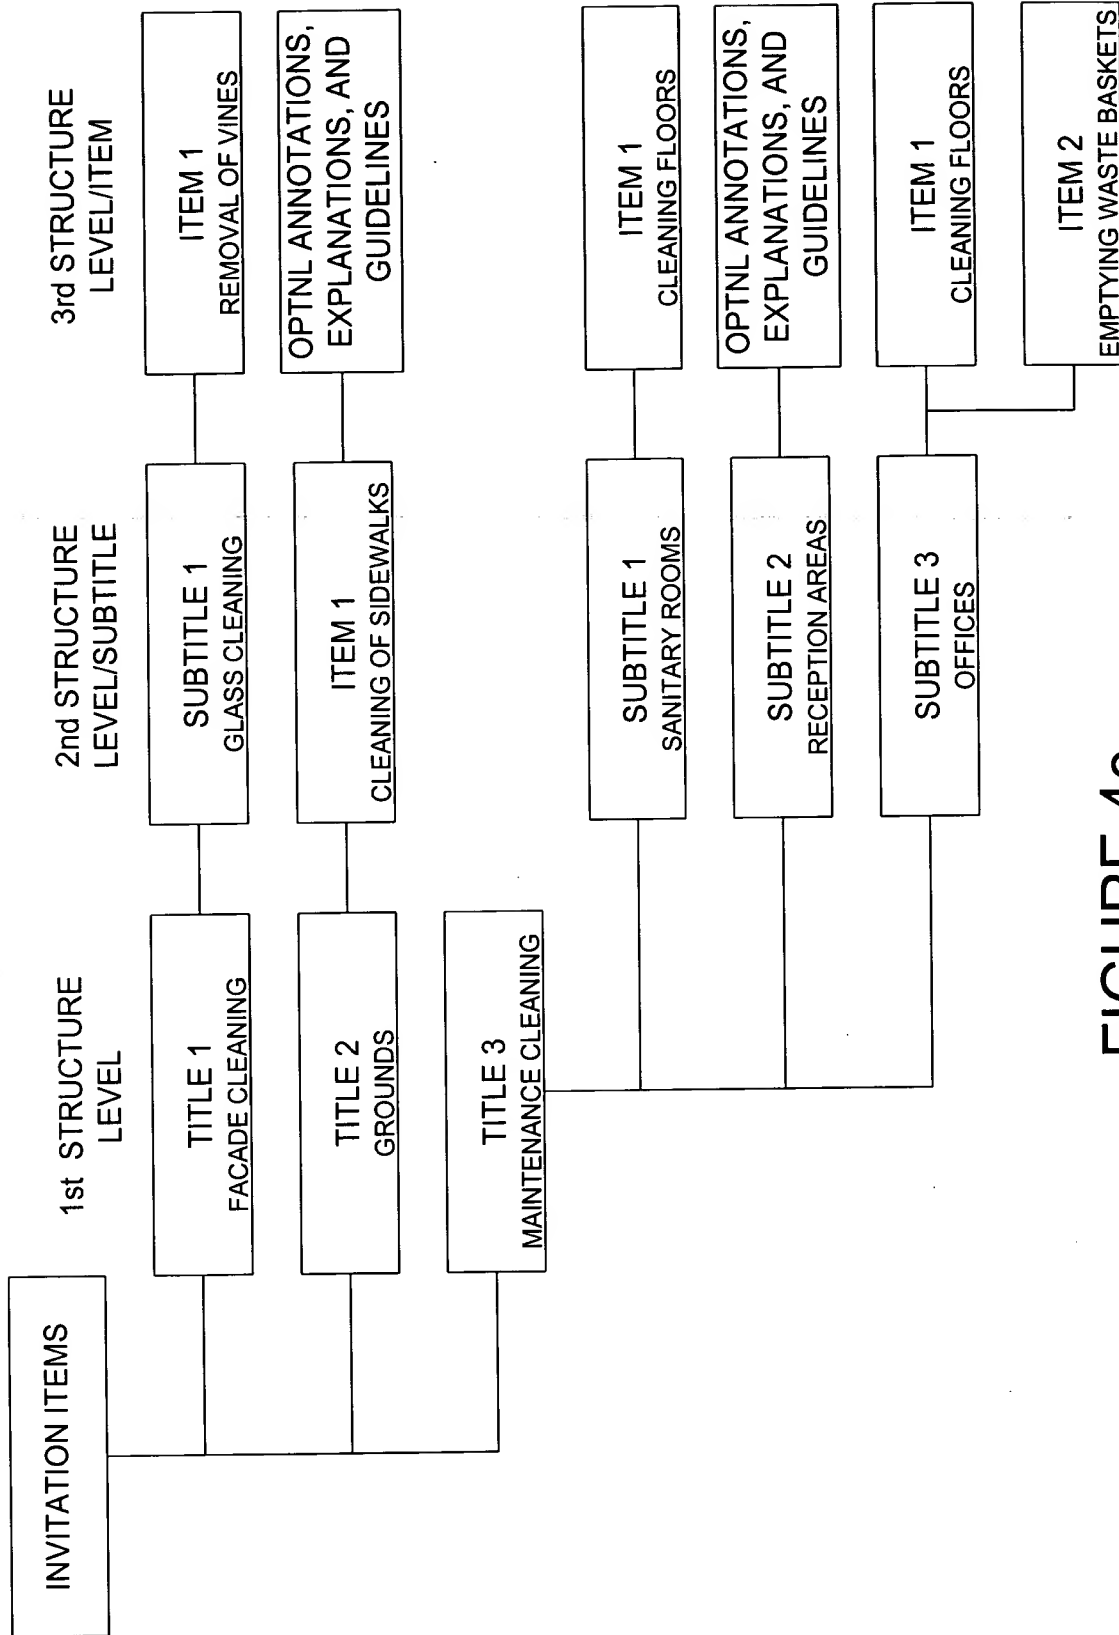 INVITATION ITEMS
1st STRUCTURE
LEVEL
2nd STRUCTURE
LEVEL/SUBTITLE
3rd STRUCTURE
LEVEL/ITEM
TITLE 1
FACADE CLEANING
SUBTITLE 1
GLASS CLEANING
ITEM 1
REMOVAL OF VINES
TITLE 2
GROUNDS
ITEM 1
CLEANING OF SIDEWALKS
OPTNL ANNOTATIONS,
EXPLANATIONS, AND
GUIDELINES
TITLE 3
MAINTENANCE CLEANING
SUBTITLE 1
SANITARY ROOMS
ITEM 1
CLEANING FLOORS
SUBTITLE 2
RECEPTION AREAS
OPTNL ANNOTATIONS,
EXPLANATIONS, AND
GUIDELINES
SUBTITLE 3
OFFICES
ITEM 1
CLEANING FLOORS
ITEM 2
EMPTYING WASTE BASKETS
FIGURE